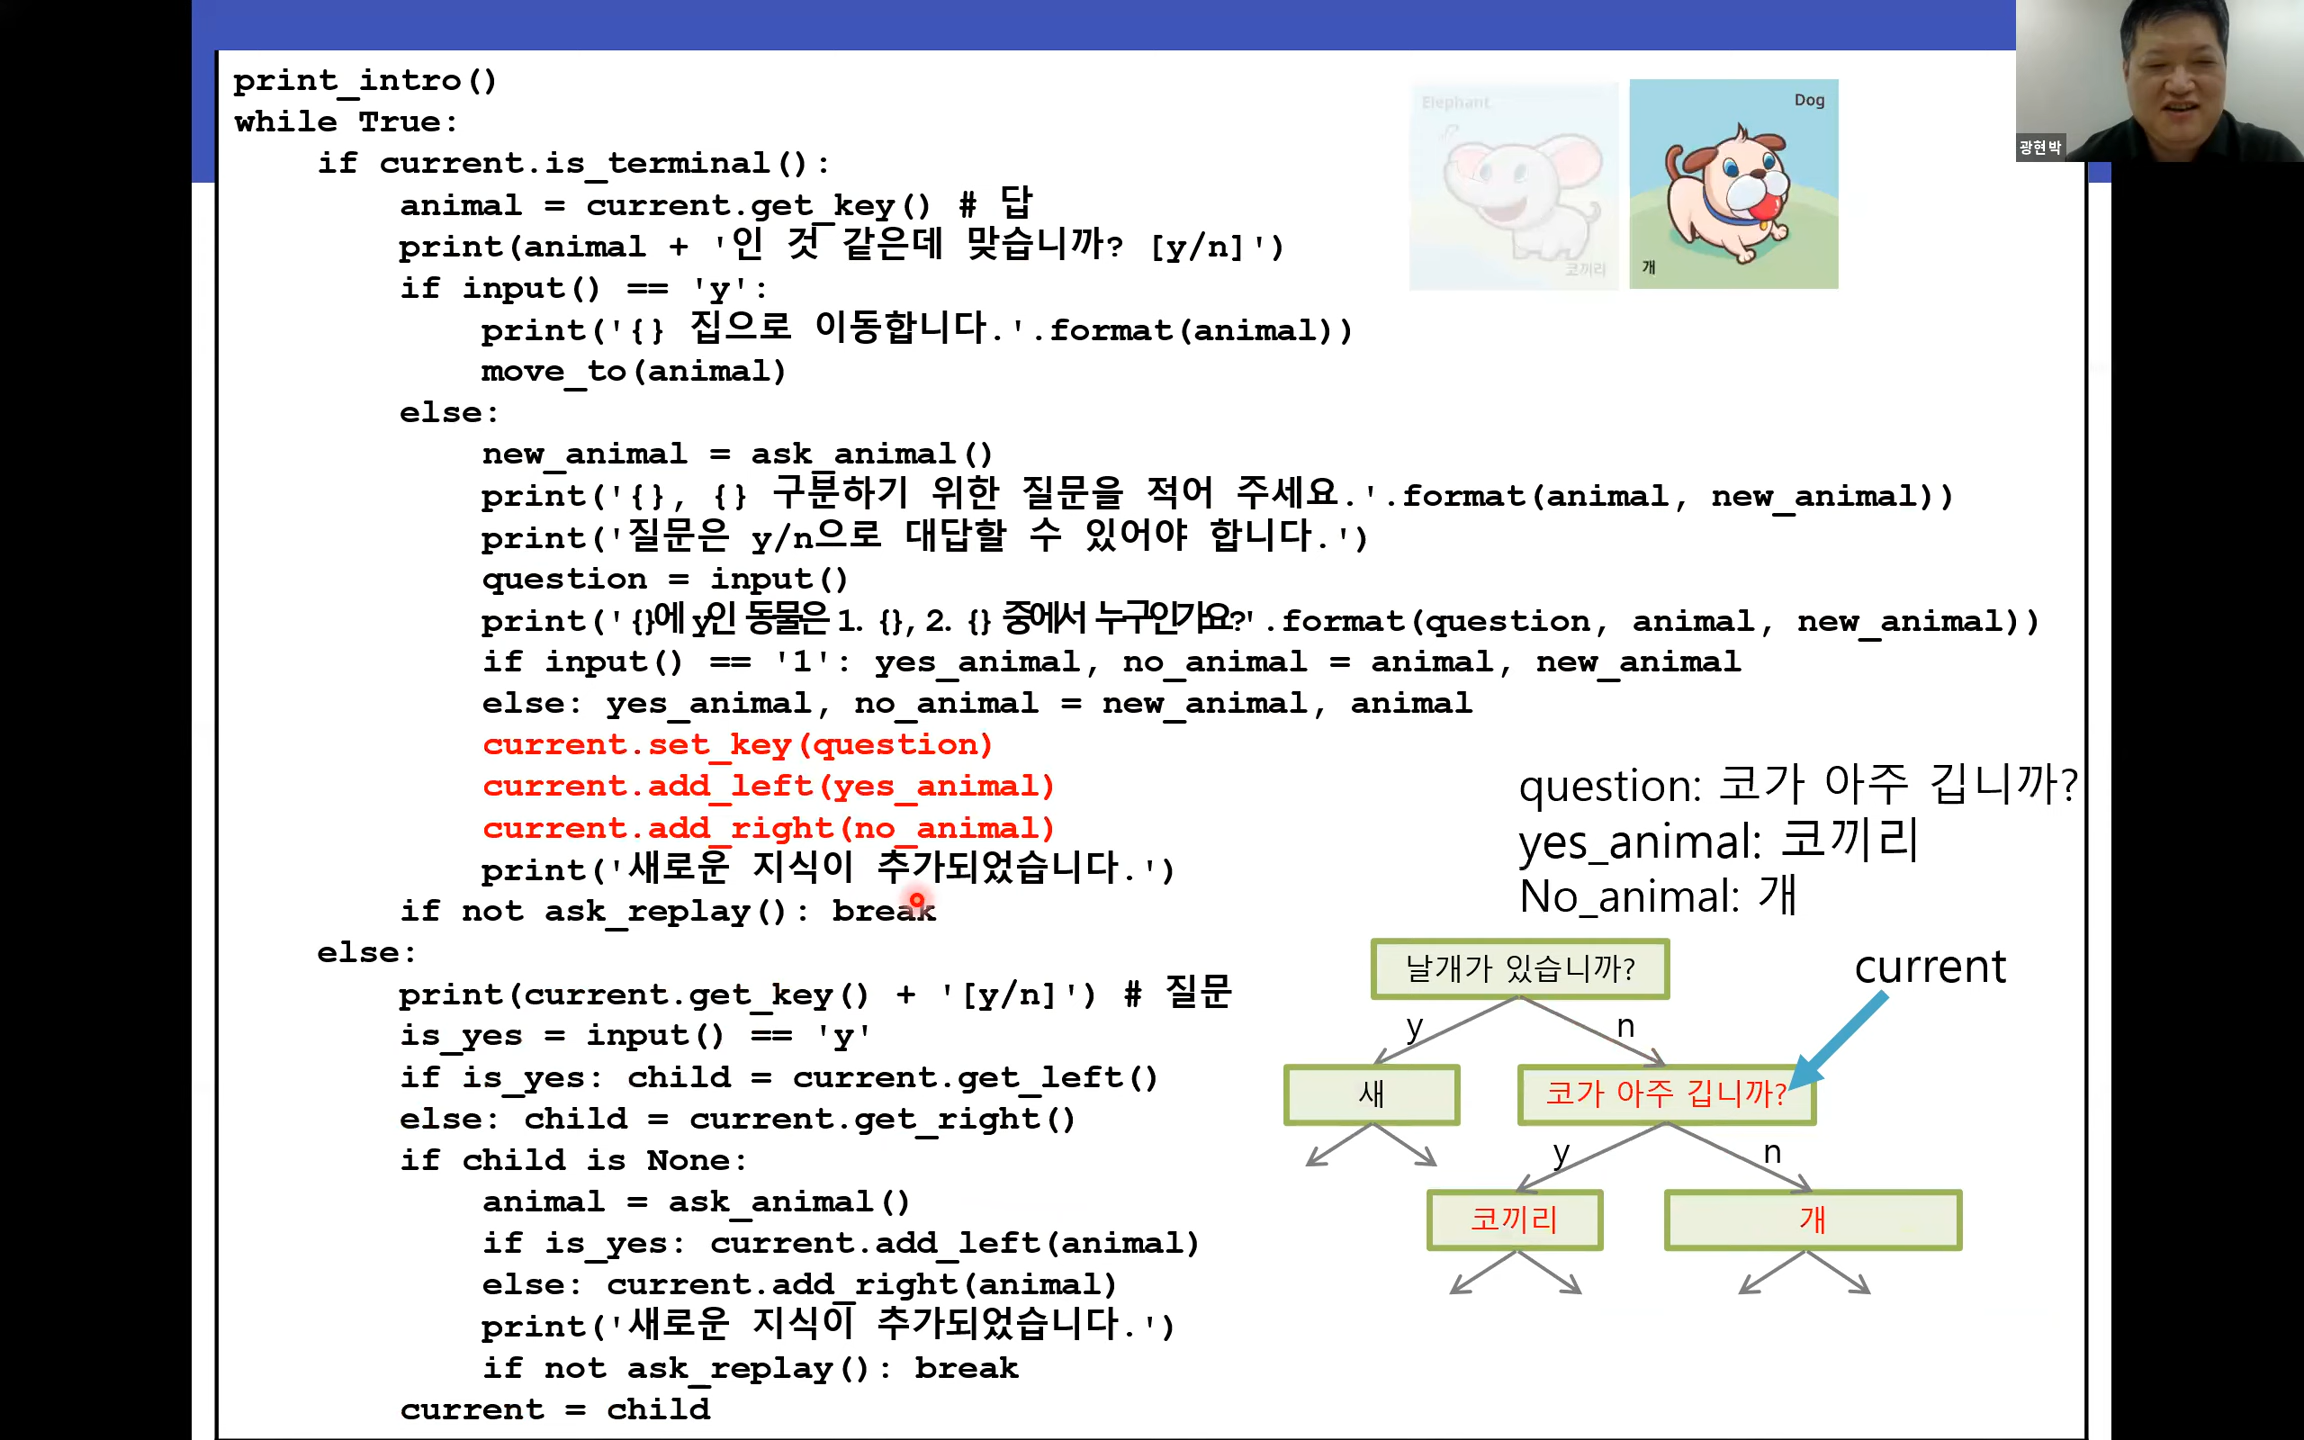 print_intro()
while True:
if current.is_terminal():
animal = current.get_key() # 답
print(animal + '인 것 같은데 맞습니까? [y/n]')
if input() == 'y':
print('{} 집으로 이동합니다.'.format(animal))
move_to(animal)
else:
new_animal = ask_animal()
print('{}, {} 구분하기 위한 질문을 적어 주세요.'.format(animal, new_animal))
print('질문은 y/n으로 대답할 수 있어야 합니다.')
question = input()
print('{}에 y인 동물은 1. {}, 2. {} 중에서 누구인가요?'.format(question, animal, new_animal))
if input() == '1': yes_animal, no_animal = animal, new_animal
else: yes_animal, no_animal = new_animal, animal
current.set_key(question)
current.add_left(yes_animal)
current.add_right(no_animal)
print('새로운 지식이 추가되었습니다.')
if not ask_replay(): break
else:
print(current.get_key() + '[y/n]') # 질문
is_yes = input() == 'y'
if is_yes: child = current.get_left()
else: child = current.get_right()
if child is None:
animal = ask_animal()
if is_yes: current.add_left(animal)
else: current.add_right(animal)
print('새로운 지식이 추가되었습니다.')
if not ask_replay(): break
current = child
Elephant
코끼리
Dog
개
광현박
question: 코가 아주 깁니까?
yes_animal: 코끼리
No_animal: 개
날개가 있습니까?
current
y
n
새
코가 아주 깁니까?
y
n
코끼리
개